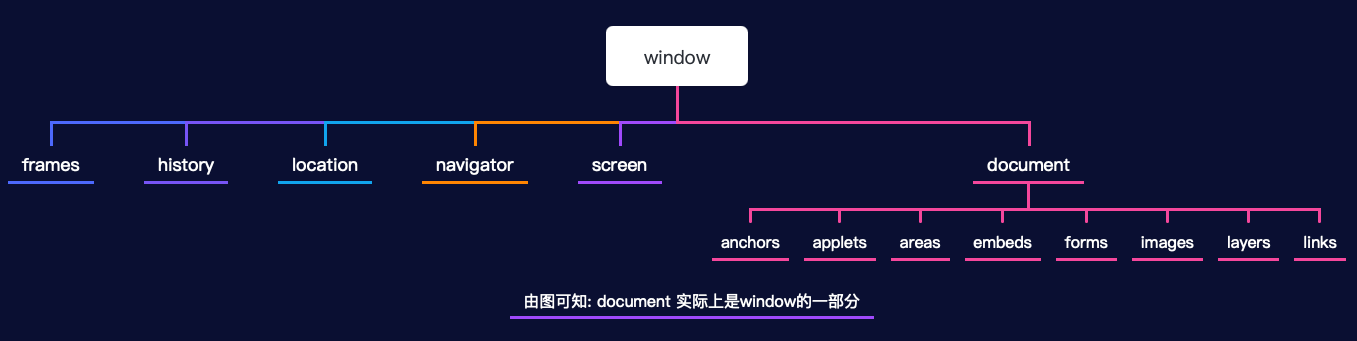 window
frames history location navigator screen document
anchors applets areas embeds forms images layers links
由图可知: document 实际上是window的一部分